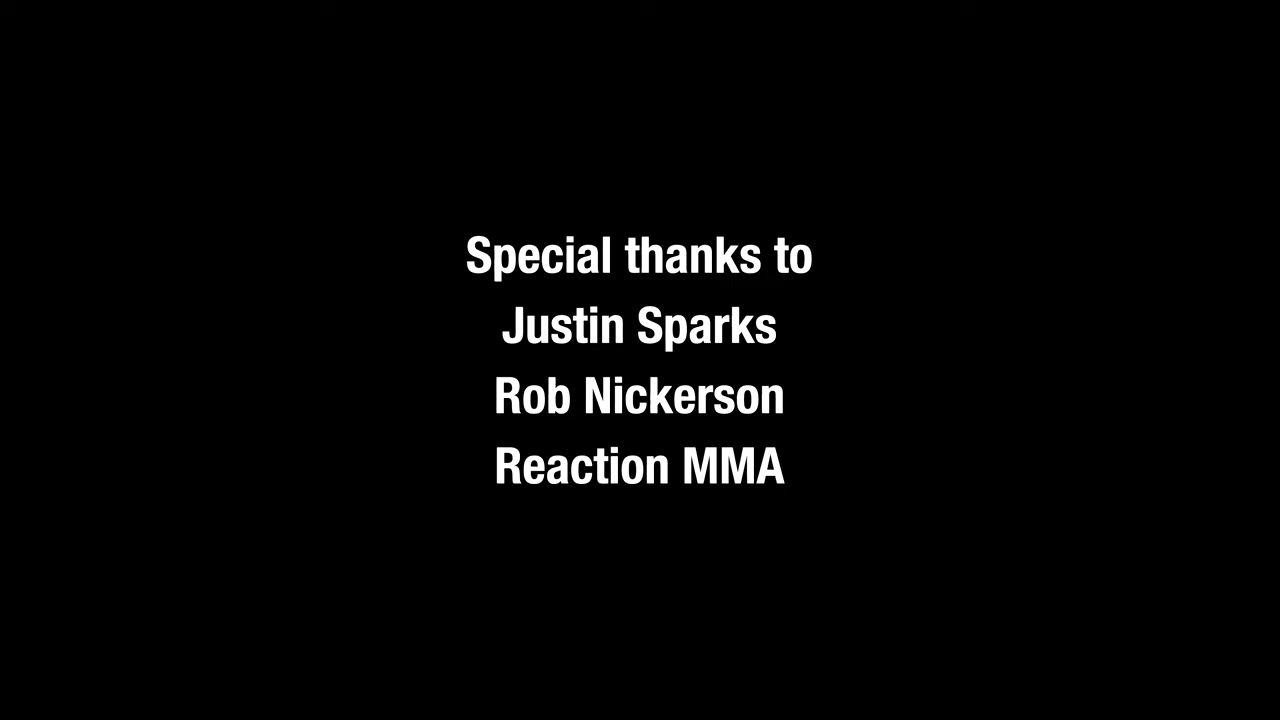 Special thanks to
Justin Sparks
Rob Nickerson
Reaction MMA